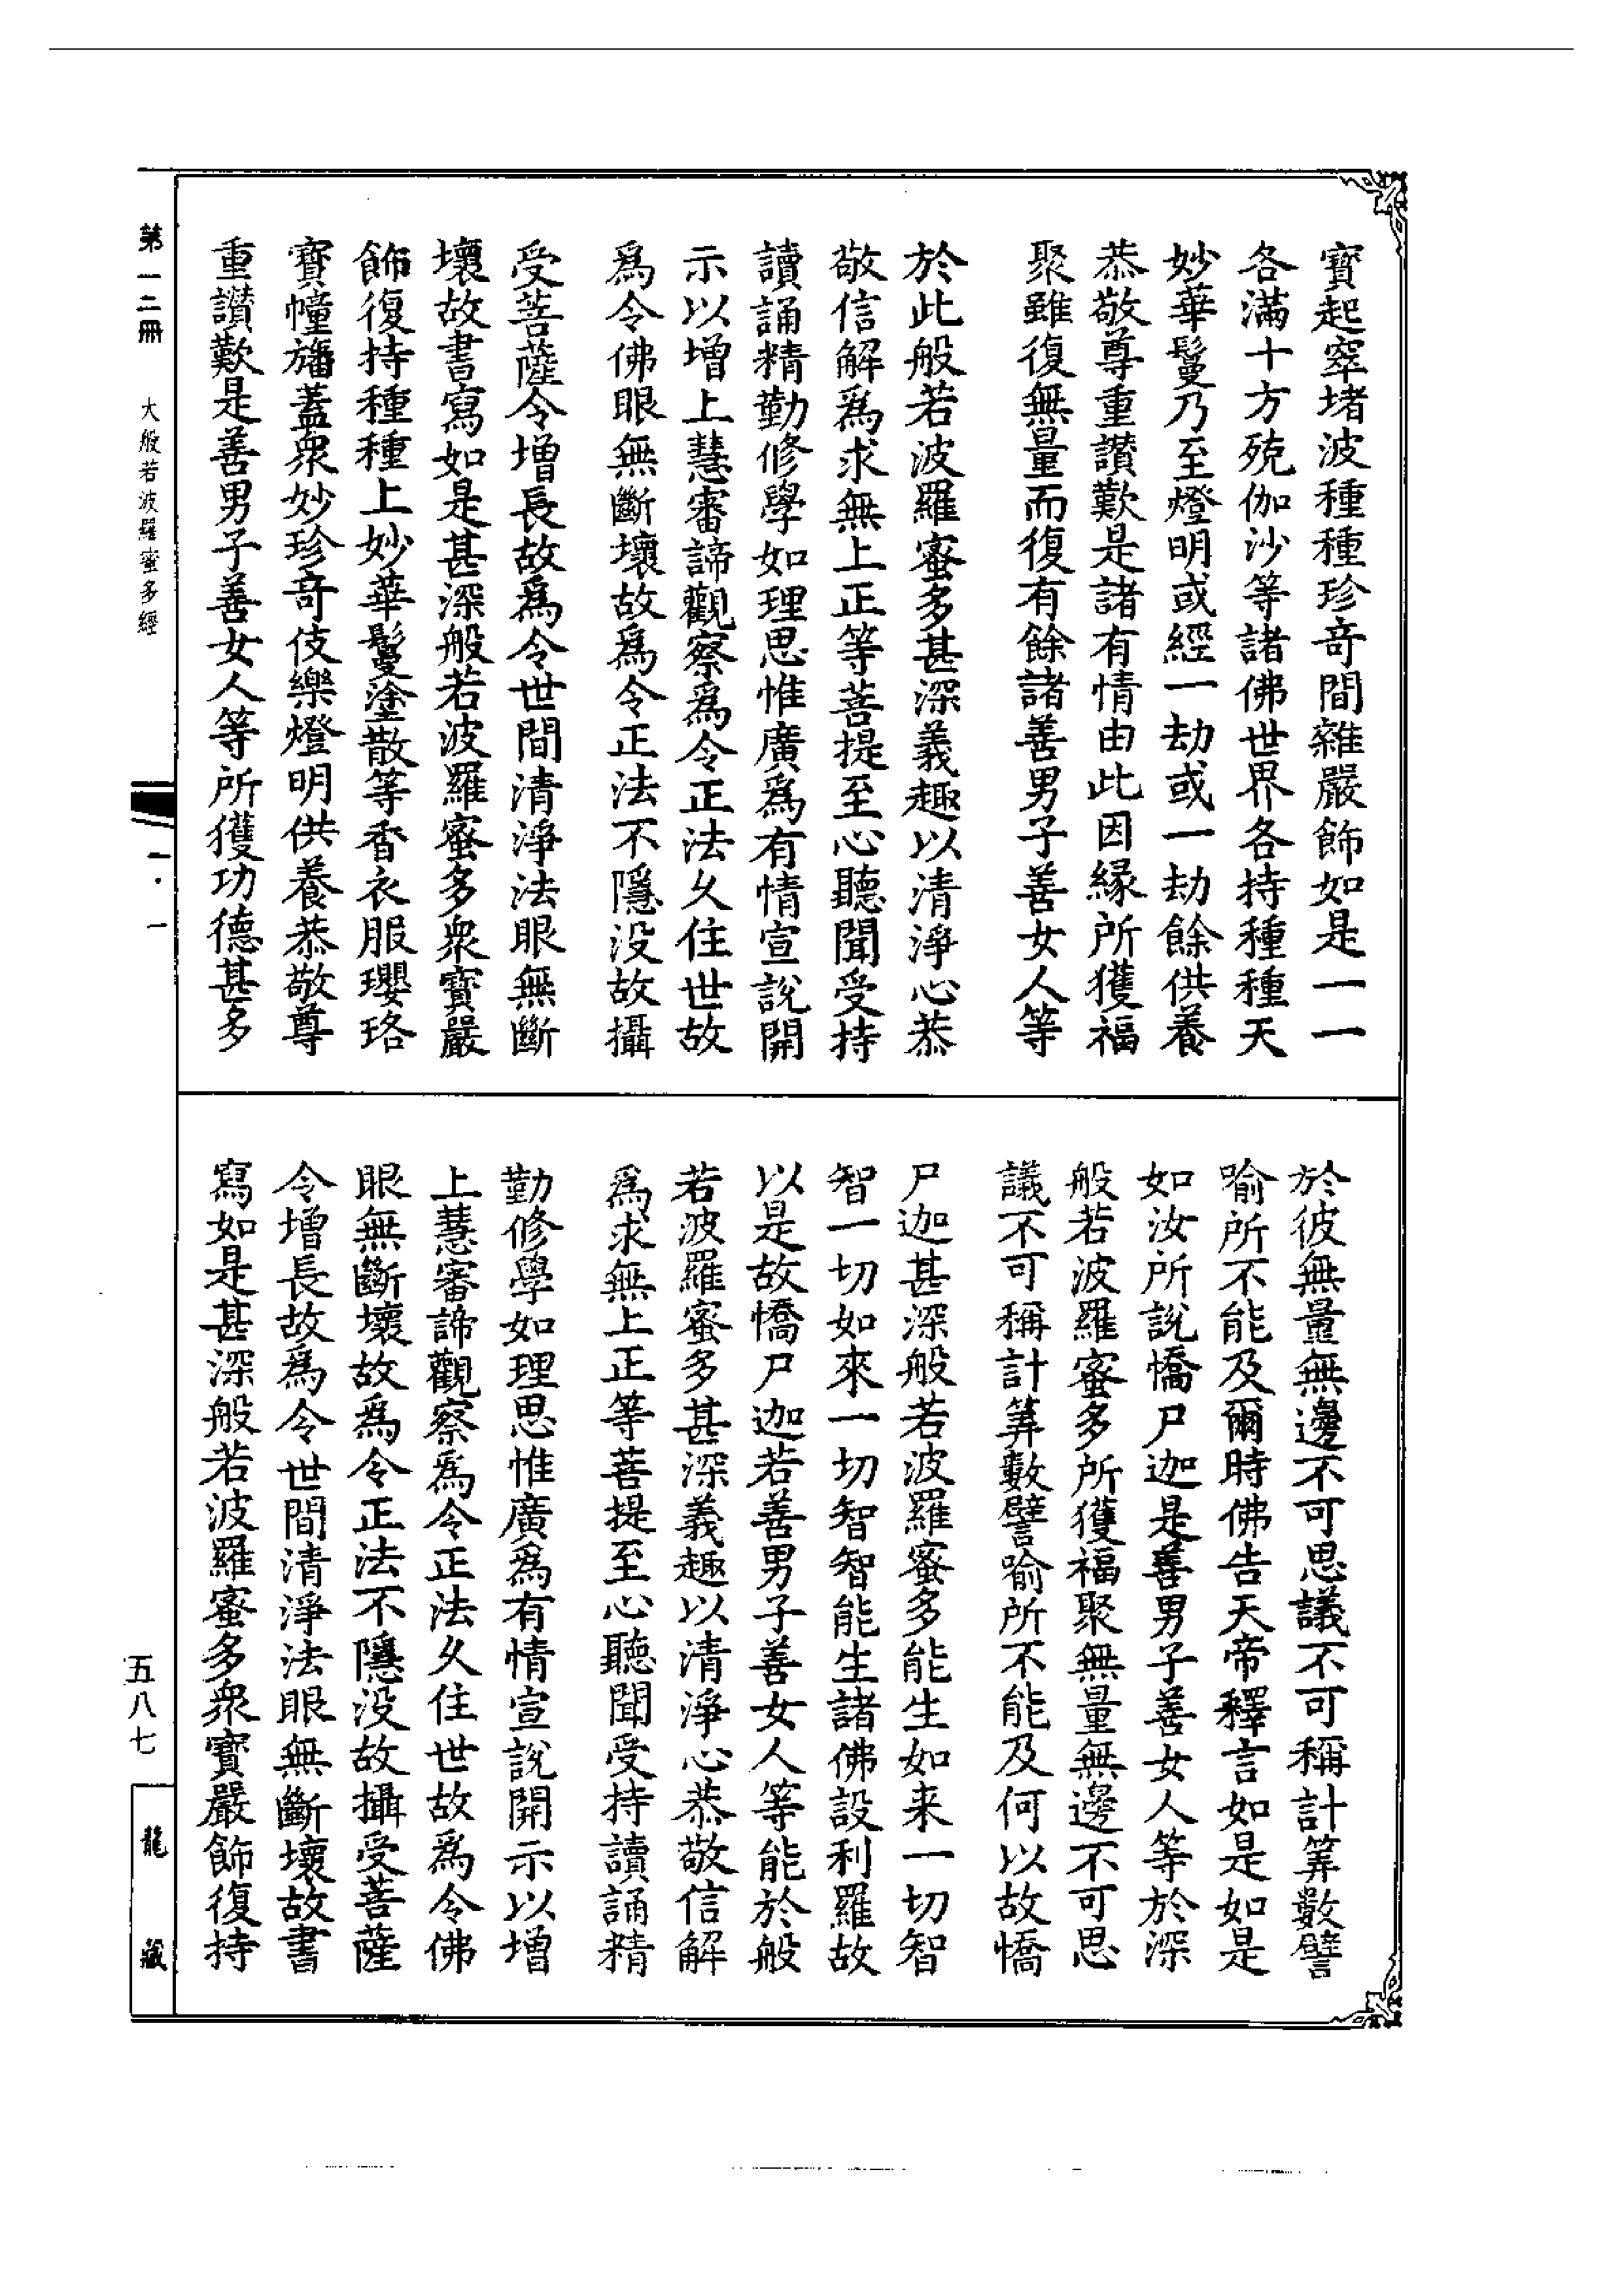 寶起窣堵波種種珍奇間雜嚴飾如是一一
各滿十方殑伽沙等諸佛世界各持種種天
妙華鬘乃至燈明或經一劫或一劫餘供養
恭敬尊重讚歎是諸有情由此因緣所獲福
聚雖復無量而復有餘諸善男子善女人等
於此般若波羅蜜多甚深義趣以清淨心恭
敬信解爲求無上正等菩提至心聽聞受持
讀誦精勤修學如理思惟廣爲有情宣說開
示以增上慧審諦觀察爲令正法久住世故
爲令佛眼無斷壞故爲令正法不隱没故攝
受菩薩令增長故爲令世間清淨法眼無斷
壞故書寫如是甚深般若波羅蜜多衆寶嚴
飾復持種種上妙華鬘塗散等香衣服瓔珞
寶幢旛蓋衆妙珍奇伎樂燈明供養恭敬尊
重讚歎是善男子善女人等所獲功德甚多
於彼無量無邊不可思議不可稱計筭數譬
喻所不能及爾時佛告天帝釋言如是如是
如汝所說憍尸迦是善男子善女人等於深
般若波羅蜜多所獲福聚無量無邊不可思
議不可稱計筭數譬喻所不能及何以故憍
尸迦甚深般若波羅蜜多能生如来一切智
智一切如來一切智智能生諸佛設利羅故
以是故憍尸迦若善男子善女人等能於般
若波羅蜜多甚深義趣以清淨心恭敬信解
爲求無上正等菩提至心聽聞受持讀誦精
勤修學如理思惟廣爲有情宣說開示以增
上慧審諦觀察爲令正法久住世故爲令佛
眼無斷壞故爲令正法不隱没故攝受菩薩
令增長故爲令世間清淨法眼無斷壞故書
寫如是甚深般若波羅蜜多衆寶嚴飾復持
第一二冊 大般若波羅蜜多經 一·一
五八七
龍藏